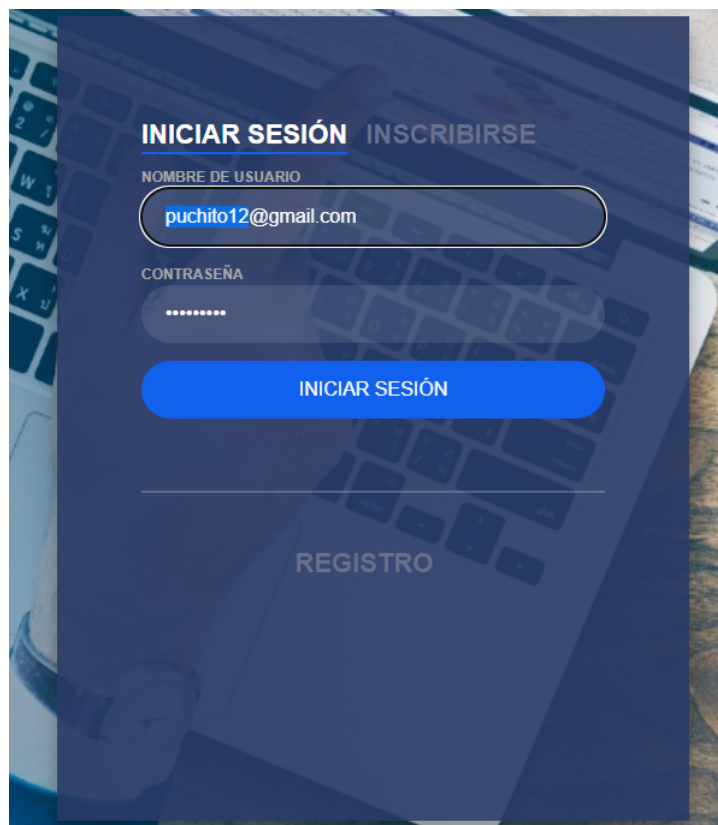 INICIAR SESIÓN INSCRIBIRSE
NOMBRE DE USUARIO
puchito12@gmail.com
CONTRASEÑA
•••••••••
INICIAR SESIÓN
REGISTRO